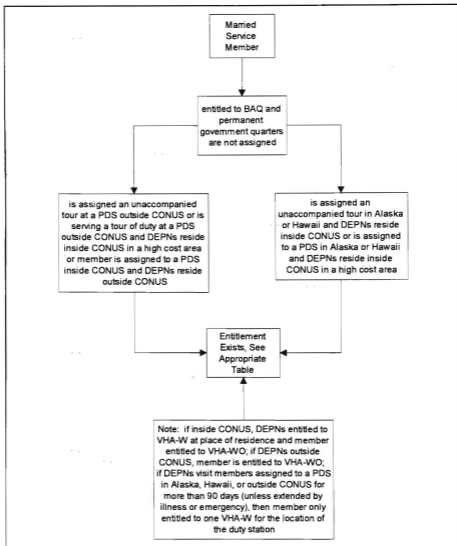 Married
Service
Member
entitled to BAQ and
permanent
government quarters
are not assigned
is assigned an unaccompanied
tour at a PDS outside CONUS or is
serving a tour of duty at a PDS
outside CONUS and DEPNs reside
inside CONUS in a high cost area
or member is assigned to a PDS
inside CONUS and DEPNs reside
outside CONUS
is assigned an
unaccompanied tour in Alaska
or Hawaii and DEPNs reside
inside CONUS or is assigned
to a PDS in Alaska or Hawaii
and DEPNs reside inside
CONUS in a high cost area
Entitlement
Exists, See
Appropriate
Table
Note: if inside CONUS, DEPNs entitled to
VHA-W at place of residence and member
entitled to VHA-WO; if DEPNs outside
CONUS, member is entitled to VHA-WO;
if DEPNs visit members assigned to a PDS
in Alaska, Hawaii, or outside CONUS for
more than 90 days (unless extended by
illness or emergency), then member only
entitled to one VHA-W for the location of
the duty station